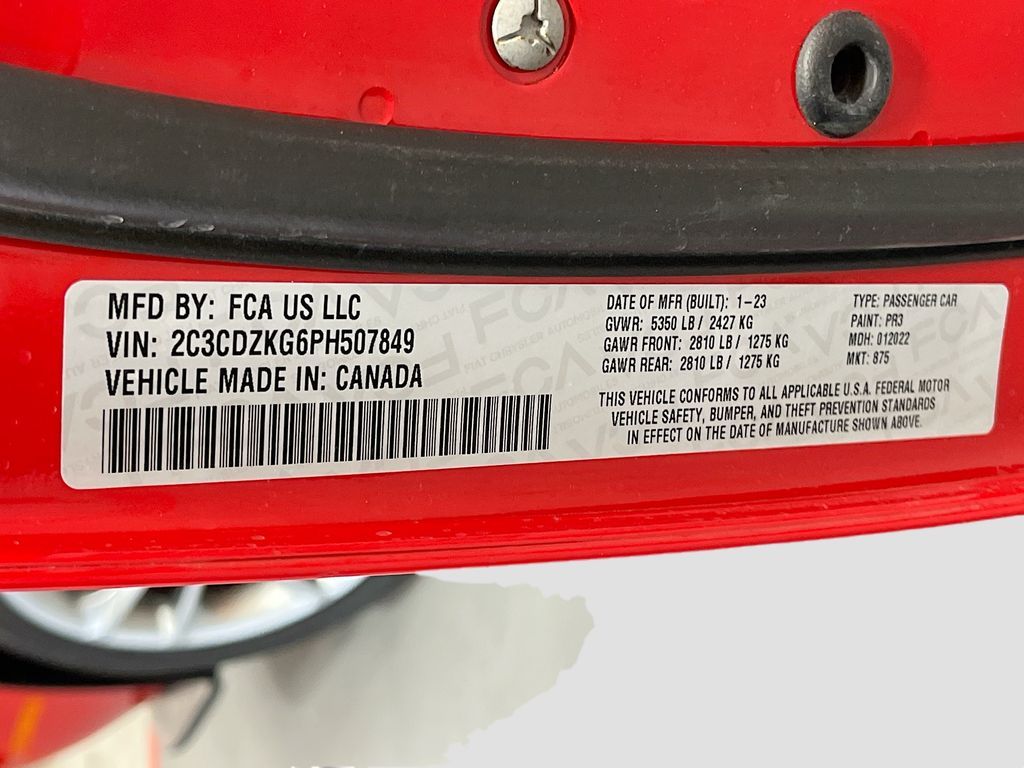 MFD BY: FCA US LLC
VIN: 2C3CDZKG6PH507849
VEHICLE MADE IN: CANADA
DATE OF MFR (BUILT): 1-23
GVWR: 5350 LB / 2427 KG
GAWR FRONT: 2810 LB / 1275 KG
GAWR REAR: 2810 LB / 1275 KG
TYPE: PASSENGER CAR
PAINT: PR3
MDH: 012022
MKT: 875
THIS VEHICLE CONFORMS TO ALL APPLICABLE U.S.A. FEDERAL MOTOR
VEHICLE SAFETY, BUMPER, AND THEFT PREVENTION STANDARDS
IN EFFECT ON THE DATE OF MANUFACTURE SHOWN ABOVE.